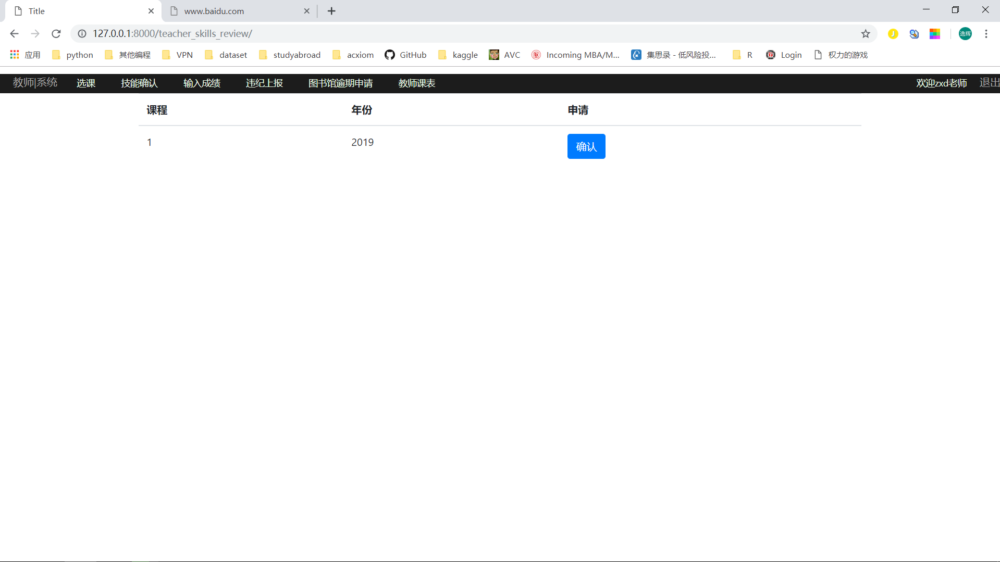 Title
www.baidu.com
127.0.0.1:8000/teacher_skills_review/
逸辉
应用 python 其他编程 VPN dataset studyabroad acxiom GitHub kaggle AVC Incoming MBA/M... 集思录 - 低风险投... R Login 权力的游戏
教师|系统 选课 技能确认 输入成绩 违纪上报 图书馆逾期申请 教师课表 欢迎zxd老师 退出
课程 年份 申请
1 2019 确认